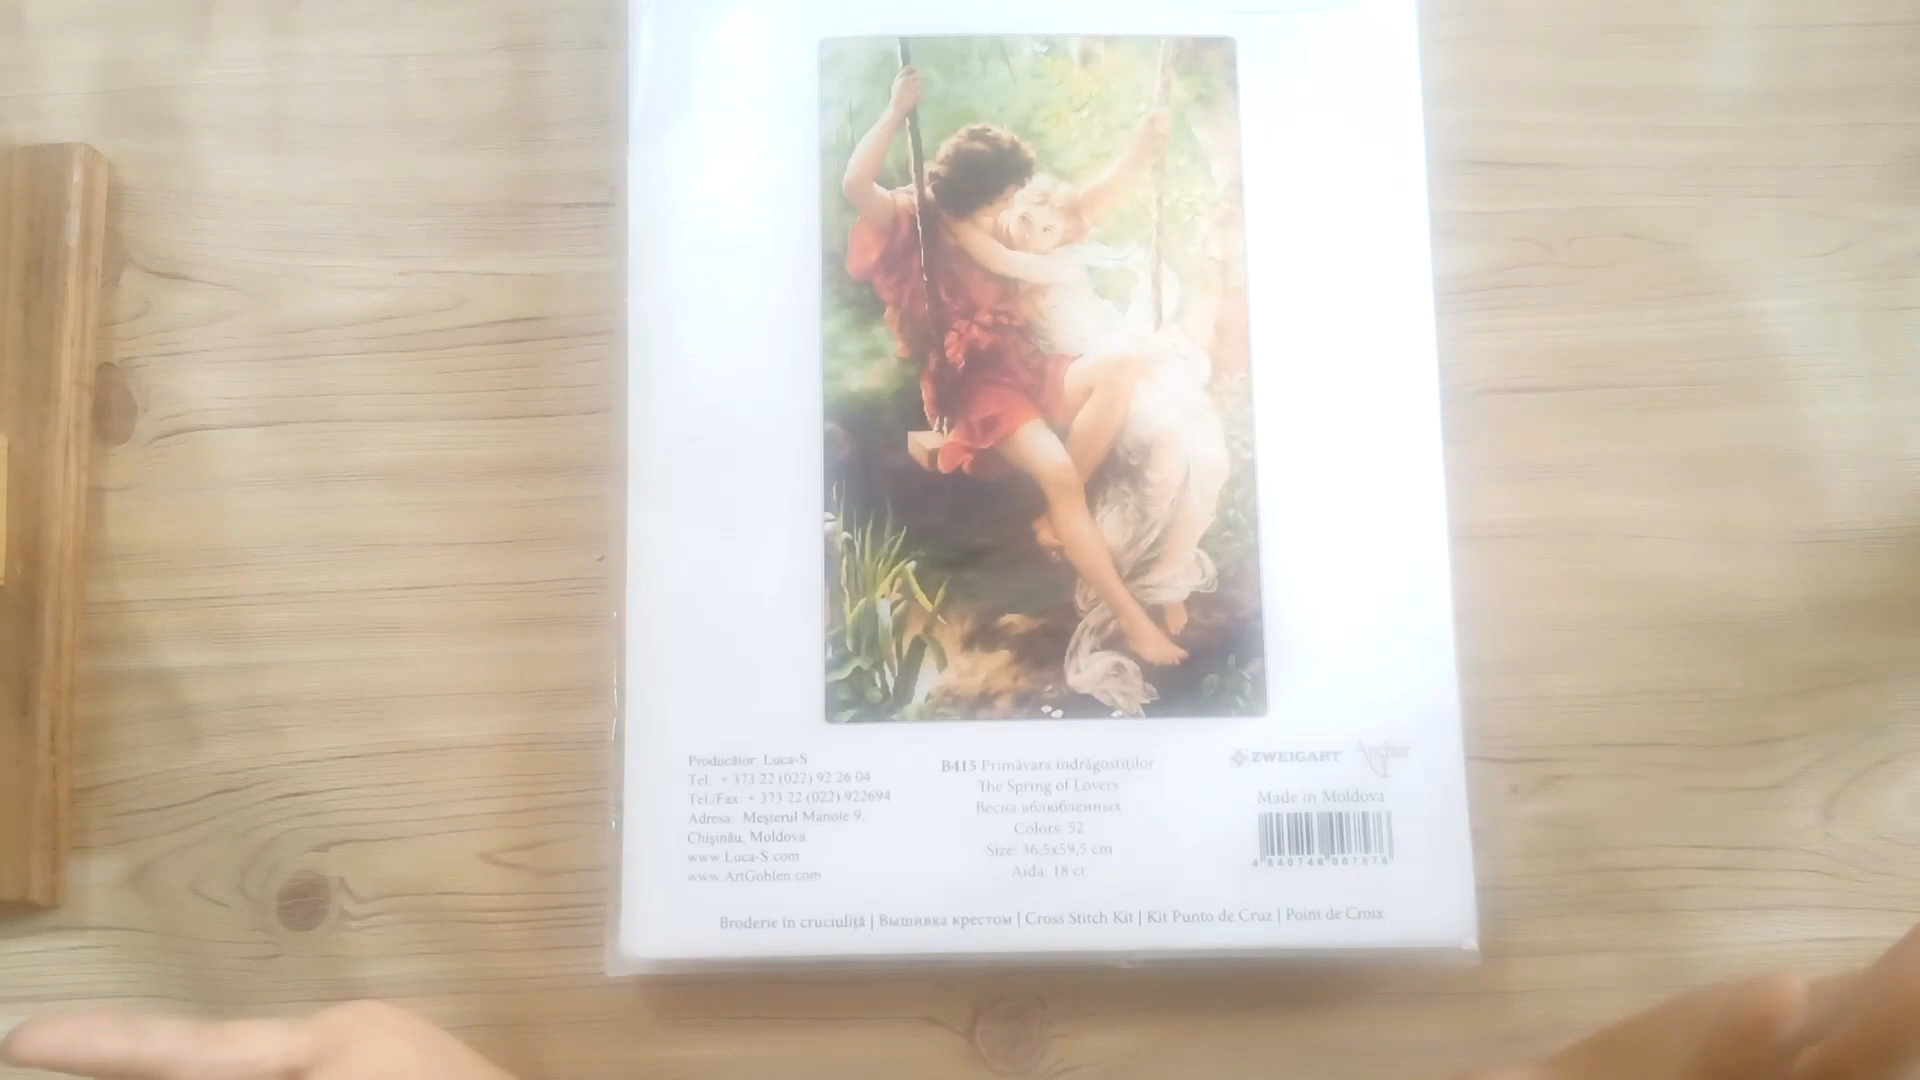 Producător: Luca-S
Tel. + 373 22 (022) 92 26 04
Tel./Fax: + 373 22 (022) 922694
Adresa: Meşterul Manole 9,
Chişinău, Moldova
www.Luca-S.com
www.ArtGoblen.com
B415 Primăvara indrăgostiţilor
The Spring of Lovers
Весна влюбленных
Colors: 52
Size: 36,5x59,5 cm
Aida: 18 ct
ZWEIGART Anchor
Made in Moldova
Broderie în cruciuliţă | Вышивка крестом | Cross Stitch Kit | Kit Punto de Cruz | Point de Croix